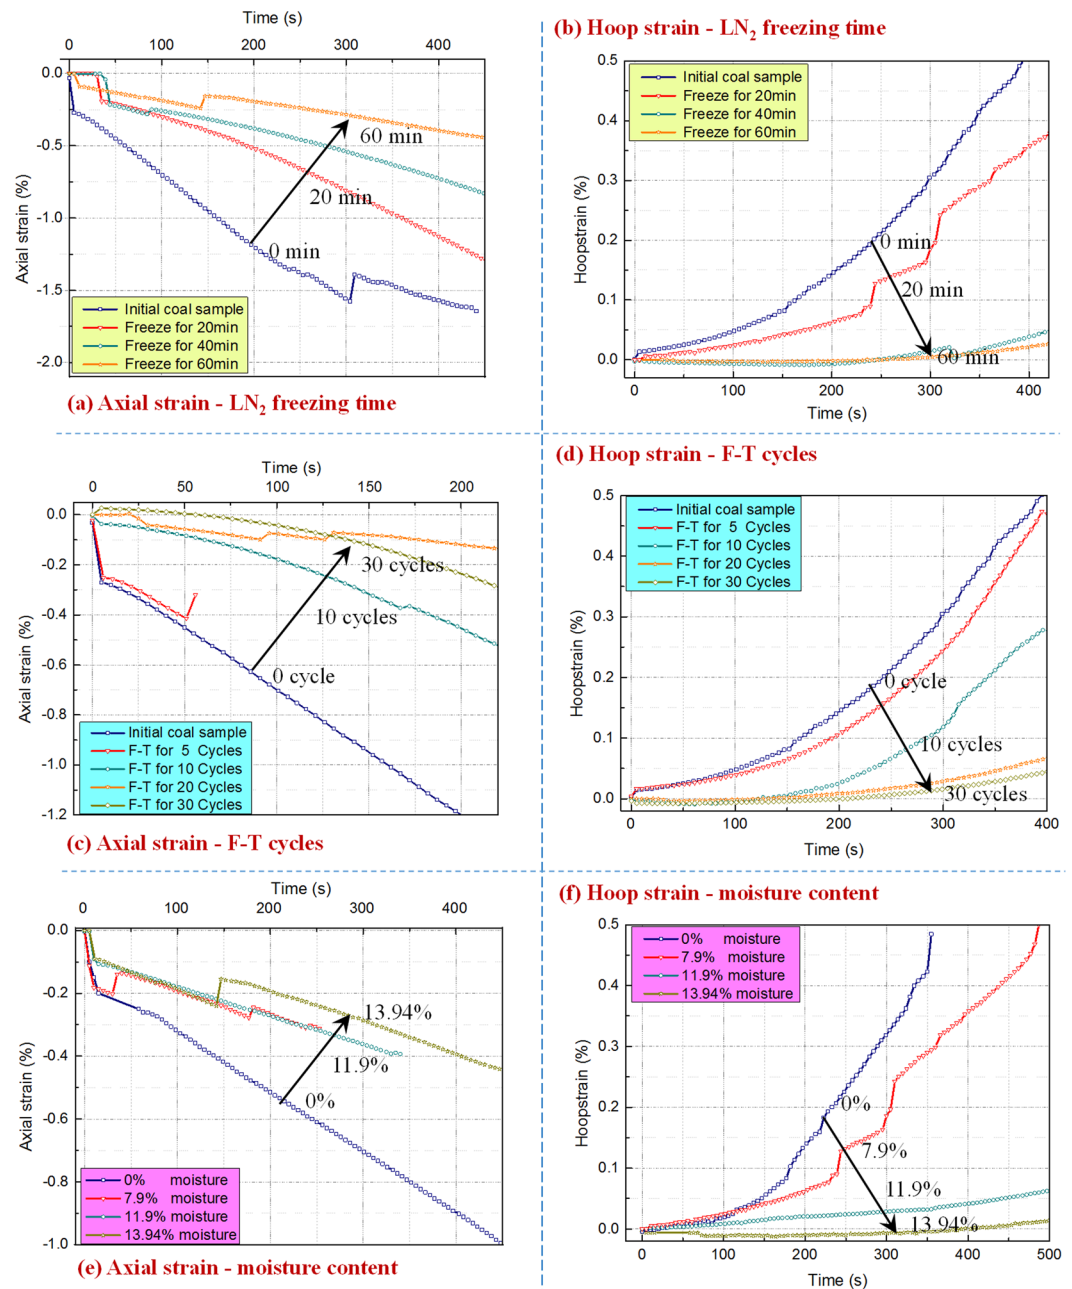 Time (s)
0 100 200 300 400
0.0
-0.5
-1.0
-1.5
-2.0
Axial strain (%)
60 min
20 min
0 min
Initial coal sample
Freeze for 20min
Freeze for 40min
Freeze for 60min
(a) Axial strain - LN2 freezing time
(b) Hoop strain - LN2 freezing time
0.5
0.4
0.3
0.2
0.1
0.0
Hoopstrain (%)
Initial coal sample
Freeze for 20min
Freeze for 40min
Freeze for 60min
0 min
20 min
60 min
0 100 200 300 400
Time (s)
Time (s)
0 50 100 150 200
0.0
-0.2
-0.4
-0.6
-0.8
-1.0
-1.2
Axial strain (%)
30 cycles
10 cycles
0 cycle
Initial coal sample
F-T for 5 Cycles
F-T for 10 Cycles
F-T for 20 Cycles
F-T for 30 Cycles
(c) Axial strain - F-T cycles
(d) Hoop strain - F-T cycles
0.5
0.4
0.3
0.2
0.1
0.0
Hoopstrain (%)
Initial coal sample
F-T for 5 Cycles
F-T for 10 Cycles
F-T for 20 Cycles
F-T for 30 Cycles
0 cycle
10 cycles
30 cycles
0 100 200 300 400
Time (s)
Time (s)
0 100 200 300 400
0.0
-0.2
-0.4
-0.6
-0.8
-1.0
Axial strain (%)
13.94%
11.9%
0%
0% moisture
7.9% moisture
11.9% moisture
13.94% moisture
(e) Axial strain - moisture content
(f) Hoop strain - moisture content
0.5
0.4
0.3
0.2
0.1
0.0
Hoopstrain (%)
0% moisture
7.9% moisture
11.9% moisture
13.94% moisture
0%
7.9%
11.9%
13.94%
0 100 200 300 400 500
Time (s)